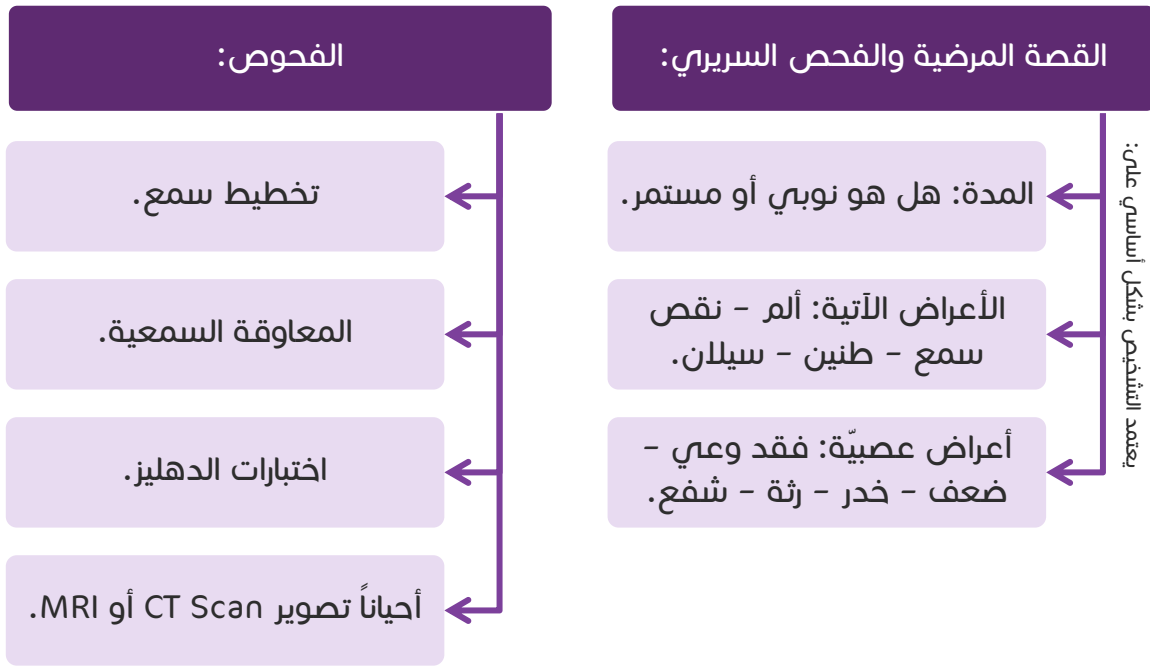 القصة المرضية والفحص السريري:
يعتمد التشخيص بشكل أساسي على:
المدة: هل هو نوبي أو مستمر.
الأعراض الآتية: ألم – نقص
سمع – طنين – سيلان.
أعراض عصبيّة: فقد وعي –
ضعف – خدر – رثة – شفع.
الفحوص:
تخطيط سمع.
المعاوقة السمعية.
اختبارات الدهليز.
أحياناً تصوير CT Scan أو MRI.